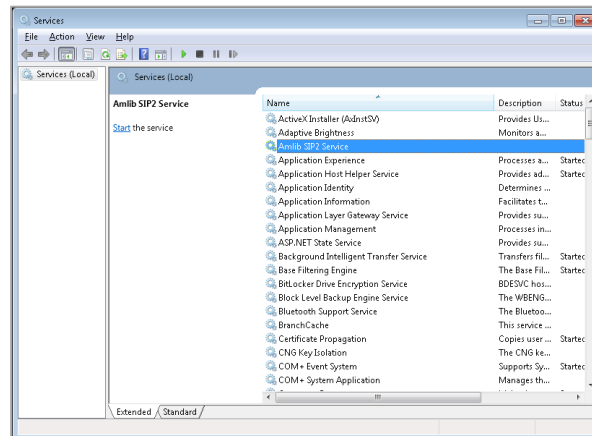 Services
File Action View Help
Services (Local)
Services (Local)
Amlib SIP2 Service
Start the service
Name Description Status
ActiveX Installer (AxInstSV) Provides Us...
Adaptive Brightness Monitors a...
Amlib SIP2 Service
Application Experience Processes a... Started
Application Host Helper Service Provides ad... Started
Application Identity Determines ...
Application Information Facilitates t...
Application Layer Gateway Service Provides su...
Application Management Processes in...
ASP.NET State Service Provides su...
Background Intelligent Transfer Service Transfers fil... Started
Base Filtering Engine The Base Fil... Started
BitLocker Drive Encryption Service BDESVC hos...
Block Level Backup Engine Service The WBENG...
Bluetooth Support Service The Bluetoo...
BranchCache This service ...
Certificate Propagation Copies user ... Started
CNG Key Isolation The CNG ke...
COM+ Event System Supports Sy... Started
COM+ System Application Manages th...
Extended Standard